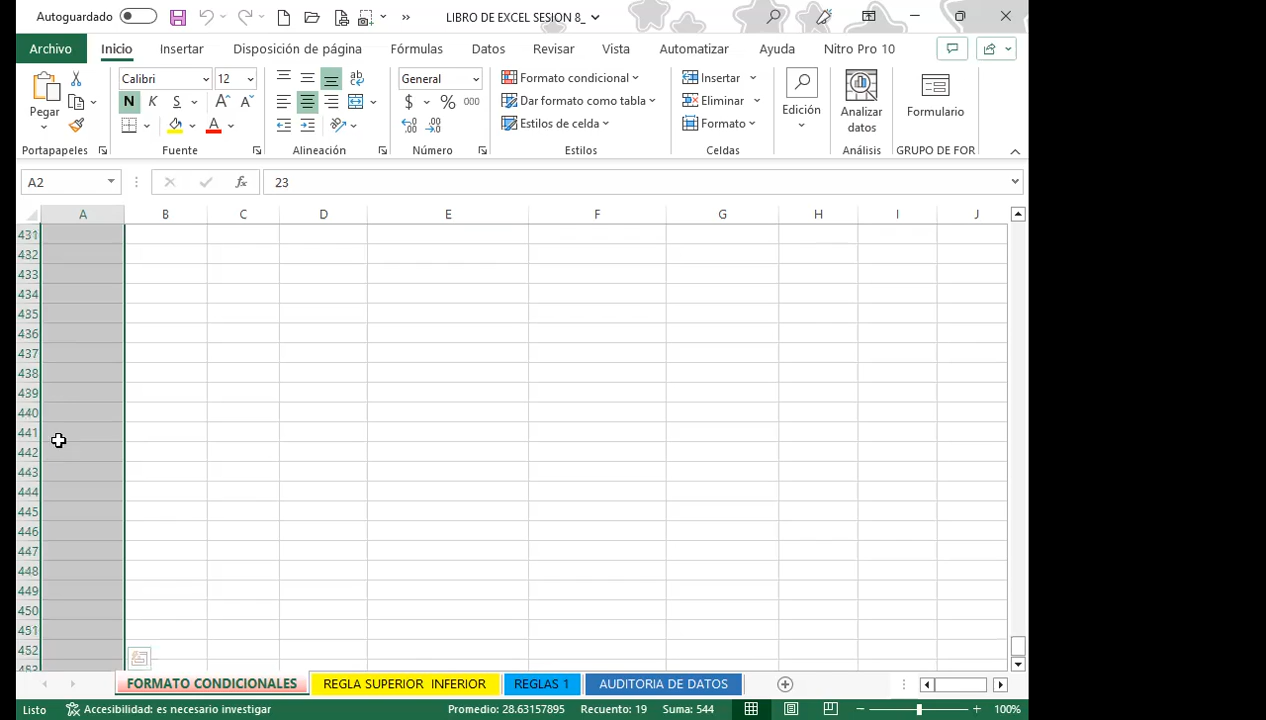 Autoguardado
»
LIBRO DE EXCEL SESION 8_
Archivo Inicio Insertar Disposición de página Fórmulas Datos Revisar Vista Automatizar Ayuda Nitro Pro 10
Pegar
Portapapeles
Calibri 12
N K S A A
A
Fuente
ab
Alineación
General
$ % 000
Número
Formato condicional
Dar formato como tabla
Estilos de celda
Estilos
Insertar
Eliminar
Formato
Celdas
Edición
Analizar
datos
Análisis
Formulario
GRUPO DE FOR
A2 fx 23
A B C D E F G H I J
431
432
433
434
435
436
437
438
439
440
441
442
443
444
445
446
447
448
449
450
451
452
453
FORMATO CONDICIONALES REGLA SUPERIOR INFERIOR REGLAS 1 AUDITORIA DE DATOS
Listo Accesibilidad: es necesario investigar Promedio: 28.63157895 Recuento: 19 Suma: 544 100%